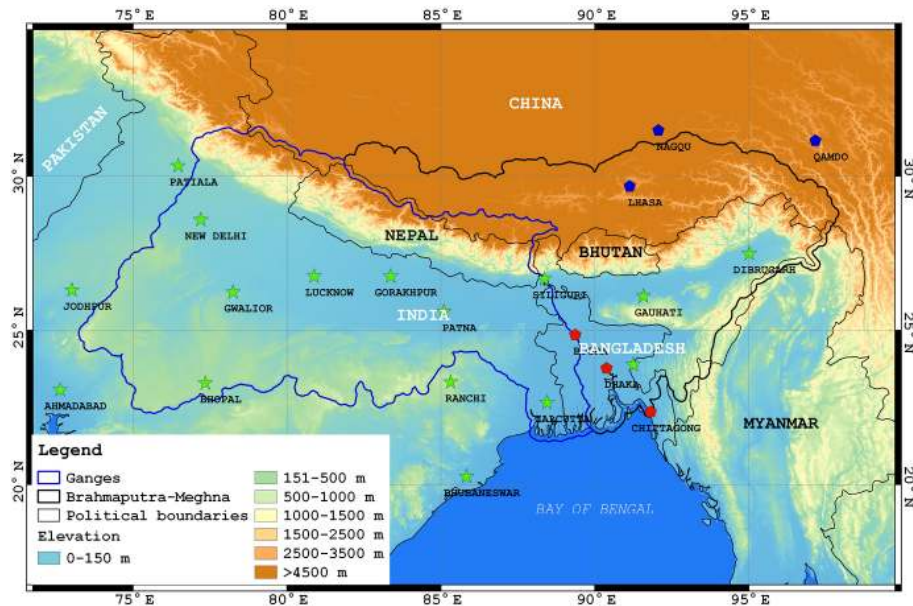 75°E 80°E 85°E 90°E 95°E
CHINA
PAKISTAN
NAGQU
QAMDO
30°N 30°N
PATIALA
LHASA
NEW DELHI
NEPAL
BHUTAN
DIBRUGARH
JODHPUR
LUCKNOW
GORAKHPUR
SILIGURI
GWALIOR
GAUHATI
INDIA
PATNA
25°N 25°N
BANGLADESH
DHAKA
AHMADABAD
BHOPAL
RANCHI
CHITTAGONG
MYANMAR
Legend
Ganges
Brahmaputra-Meghna
Political boundaries
Elevation
0-150 m
151-500 m
500-1000 m
1000-1500 m
1500-2500 m
2500-3500 m
>4500 m
20°N 20°N
BHUBANESWAR
BAY OF BENGAL
75°E 80°E 85°E 90°E 95°E